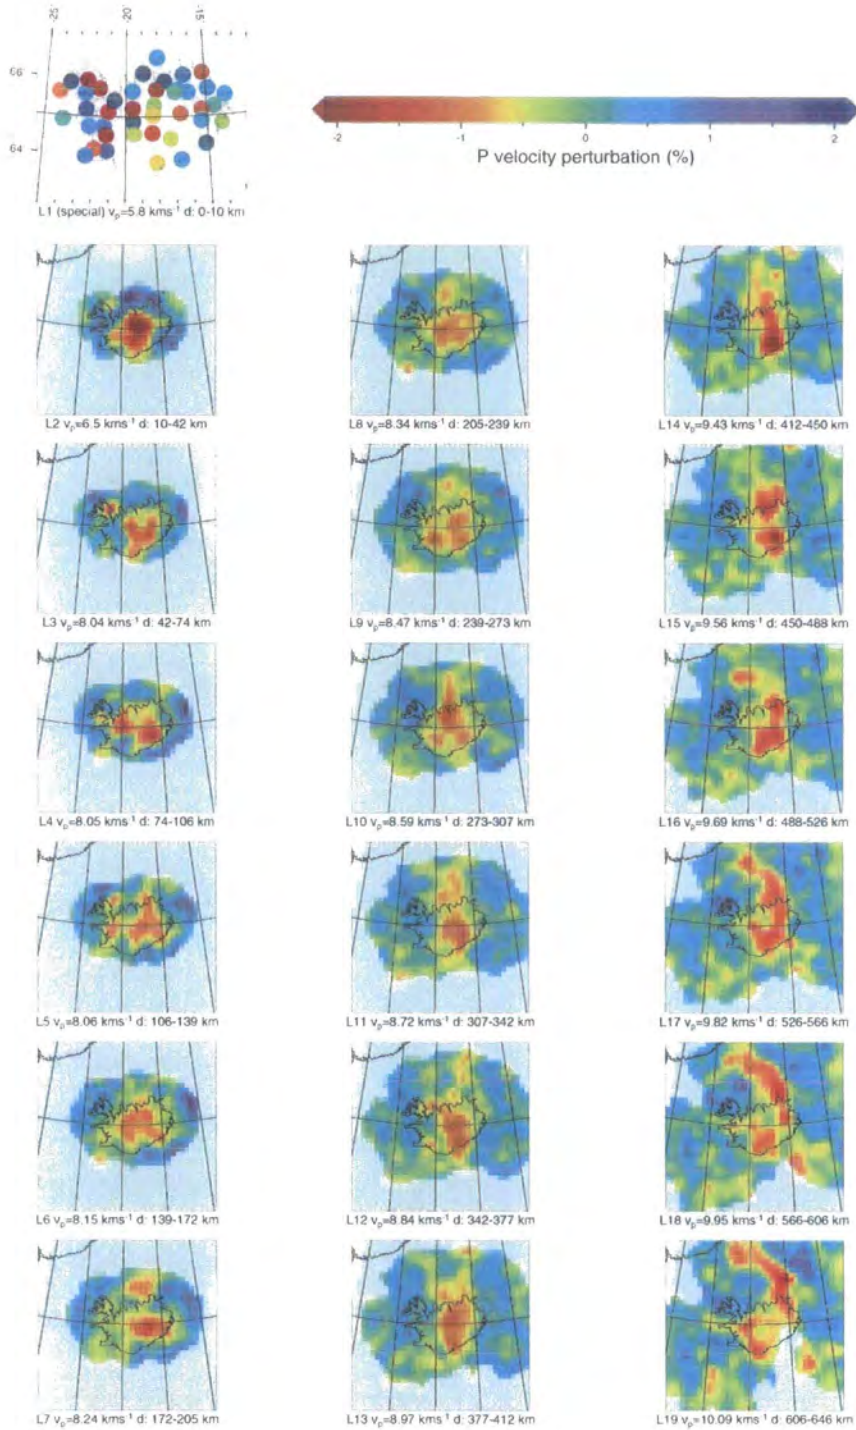 -25 -20 -15
66
64
L1 (special) vp=5.8 kms-1 d: 0-10 km
-2 -1 0 1 2
P velocity perturbation (%)
L2 vp=6.5 kms-1 d: 10-42 km
L8 vp=8.34 kms-1 d: 205-239 km
L14 vp=9.43 kms-1 d: 412-450 km
L3 vp=8.04 kms-1 d: 42-74 km
L9 vp=8.47 kms-1 d: 239-273 km
L15 vp=9.56 kms-1 d: 450-488 km
L4 vp=8.05 kms-1 d: 74-106 km
L10 vp=8.59 kms-1 d: 273-307 km
L16 vp=9.69 kms-1 d: 488-526 km
L5 vp=8.06 kms-1 d: 106-139 km
L11 vp=8.72 kms-1 d: 307-342 km
L17 vp=9.82 kms-1 d: 526-566 km
L6 vp=8.15 kms-1 d: 139-172 km
L12 vp=8.84 kms-1 d: 342-377 km
L18 vp=9.95 kms-1 d: 566-606 km
L7 vp=8.24 kms-1 d: 172-205 km
L13 vp=8.97 kms-1 d: 377-412 km
L19 vp=10.09 kms-1 d: 606-646 km